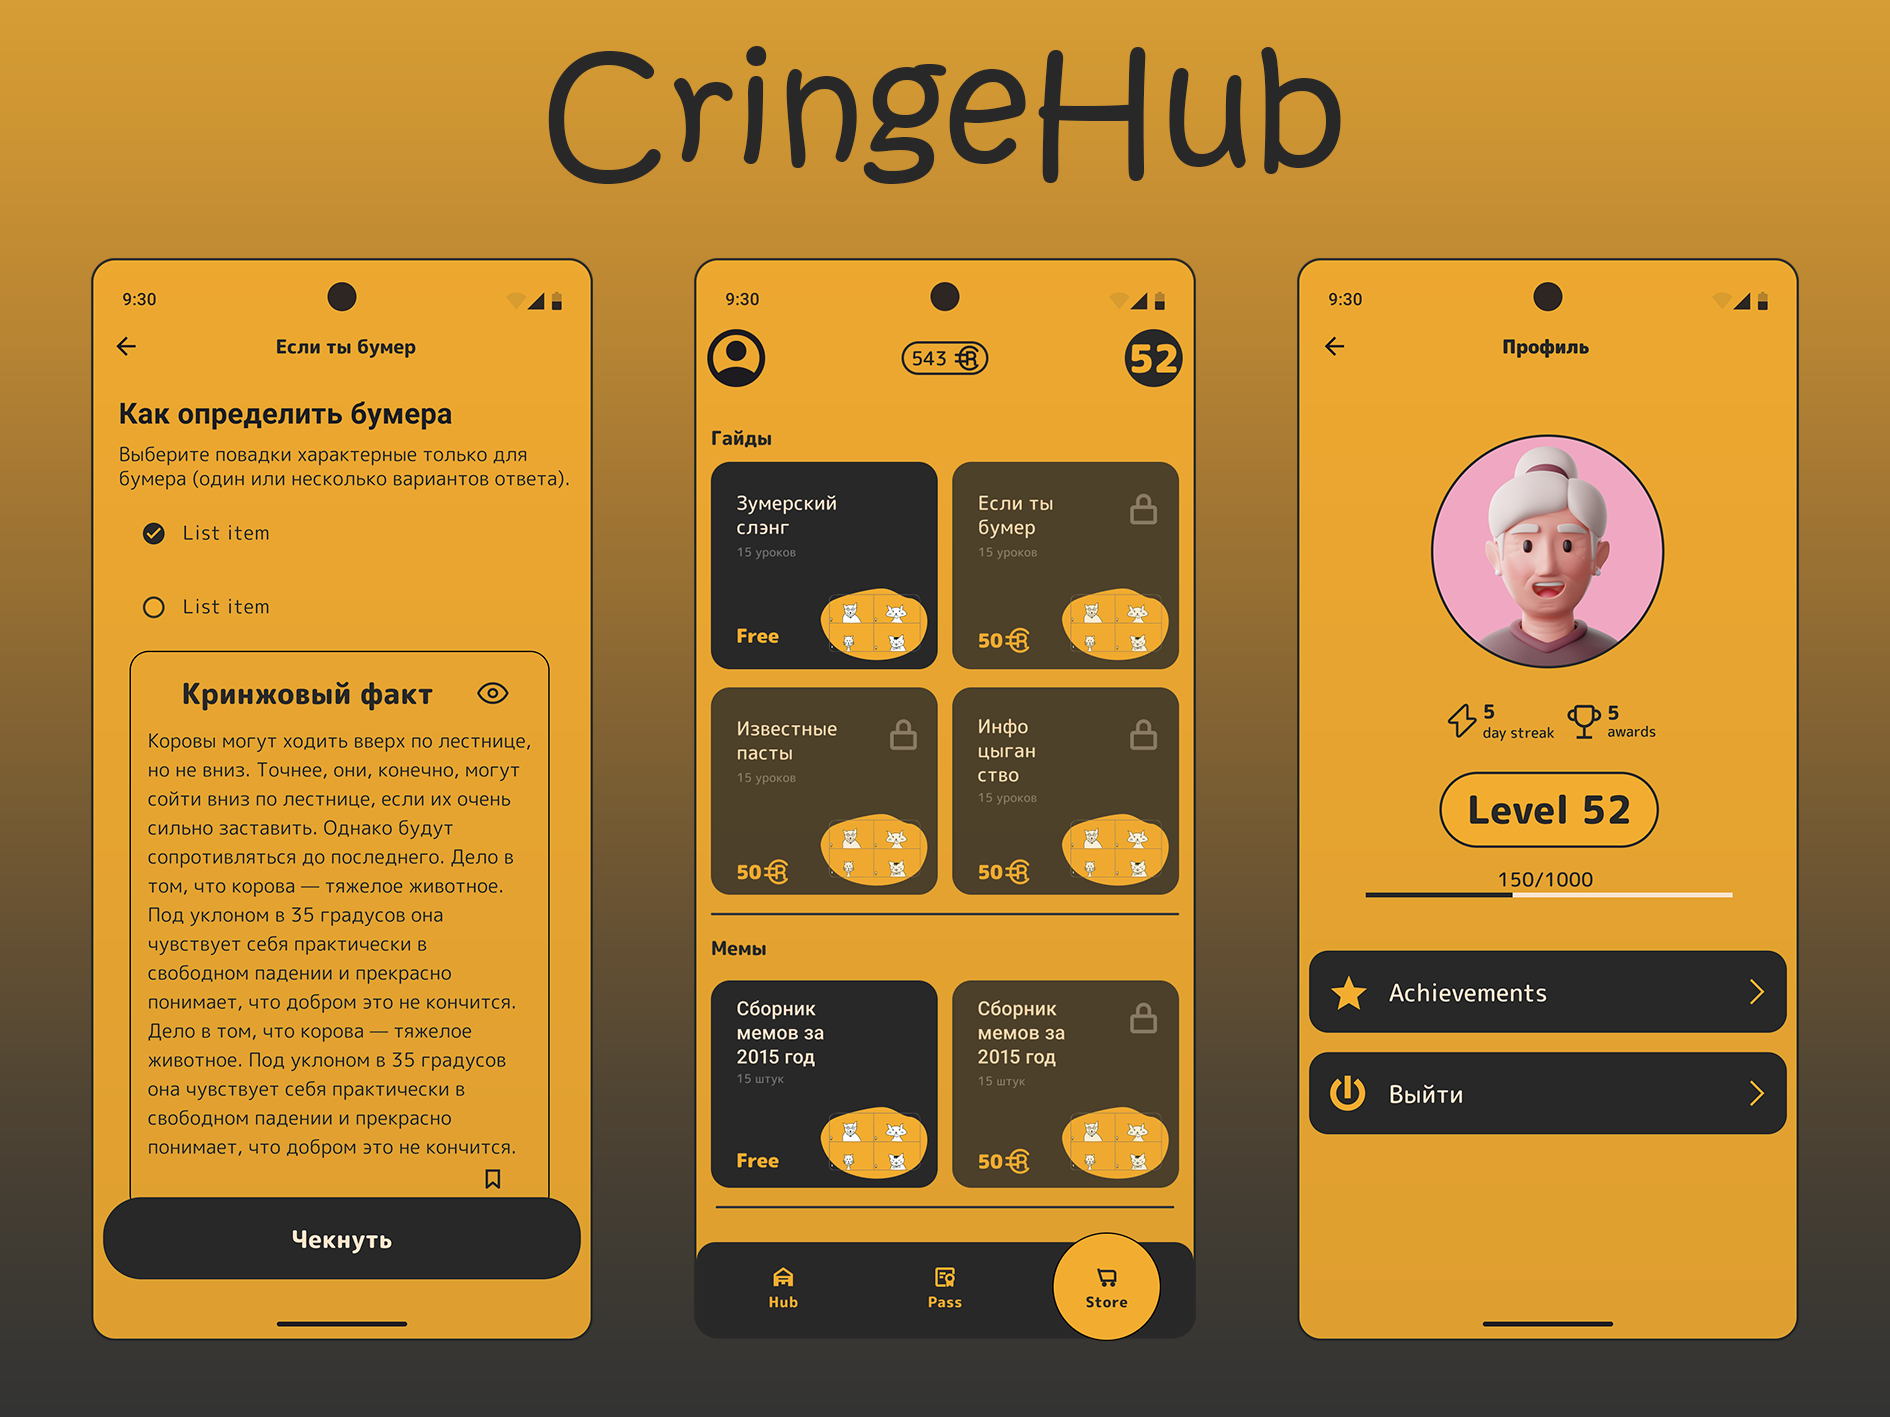 CringeHub
9:30
Если ты бумер
Как определить бумера
Выберите повадки характерные только для
бумера (один или несколько вариантов ответа).
List item
List item
Кринжовый факт
Коровы могут ходить вверх по лестнице,
но не вниз. Точнее, они, конечно, могут
сойти вниз по лестнице, если их очень
сильно заставить. Однако будут
сопротивляться до последнего. Дело в
том, что корова — тяжелое животное.
Под уклоном в 35 градусов она
чувствует себя практически в
свободном падении и прекрасно
понимает, что добром это не кончится.
Дело в том, что корова — тяжелое
животное. Под уклоном в 35 градусов
она чувствует себя практически в
свободном падении и прекрасно
понимает, что добром это не кончится.
Чекнуть
9:30
543
52
Гайды
Зумерский
слэнг
15 уроков
Free
Если ты
бумер
15 уроков
50
Известные
пасты
15 уроков
50
Инфо
цыган
ство
15 уроков
50
Мемы
Сборник
мемов за
2015 год
15 штук
Free
Сборник
мемов за
2015 год
15 штук
50
Hub
Pass
Store
9:30
Профиль
5
day streak
5
awards
Level 52
150/1000
Achievements
Выйти